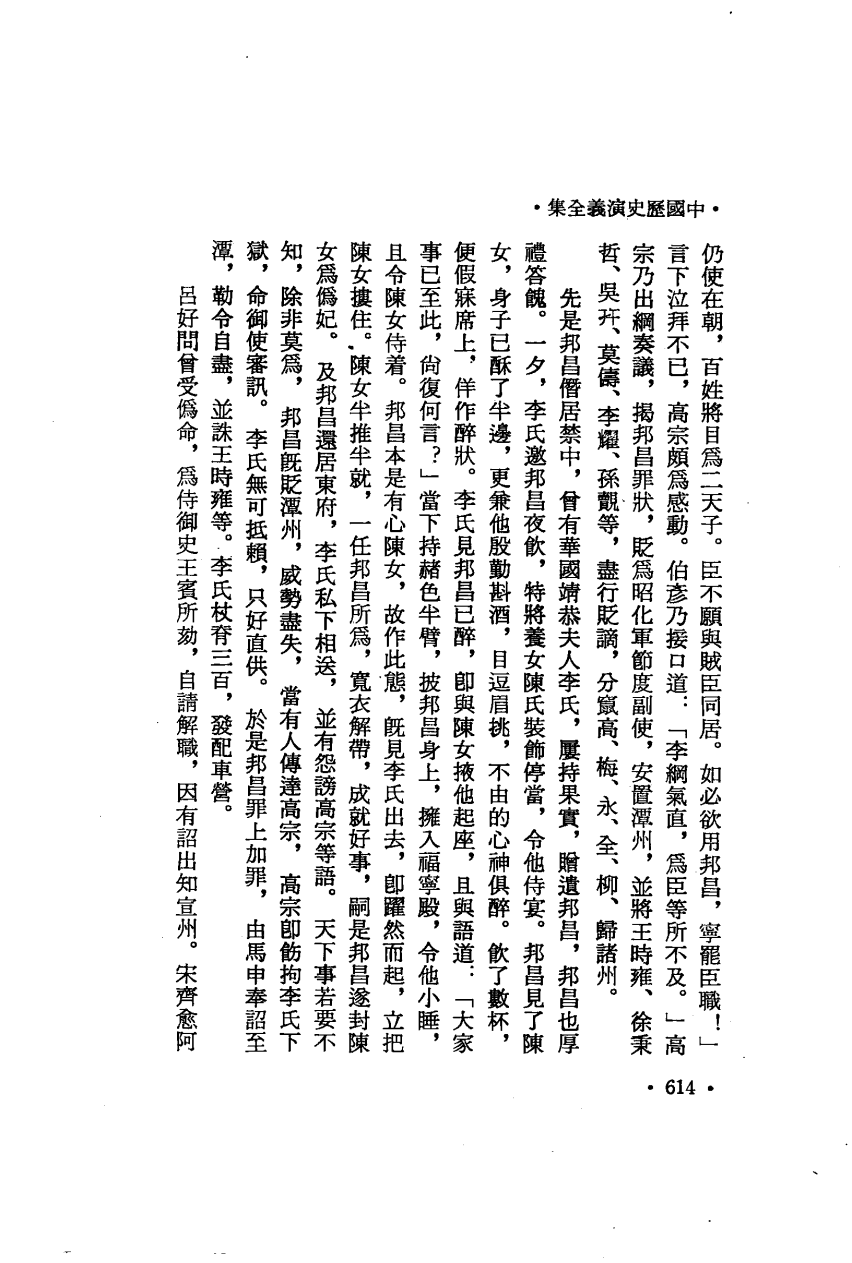 •中國歷史演義全集•
仍使在朝，百姓將目爲二天子。臣不願與賊臣同居。如必欲用邦昌，寧罷臣職！」
言下泣拜不已，高宗頗爲感動。伯彥乃接口道：「李綱氣直，爲臣等所不及。」高
宗乃出綱奏議，揭邦昌罪狀，貶爲昭化軍節度副使，安置潭州，並將王時雍、徐秉
哲、吳幵、莫儔、李擢、孫覿等，盡行貶謫，分竄高、梅、永、全、柳、歸諸州。
先是邦昌僭居禁中，曾有華國靖恭夫人李氏，屢持果實，贈遺邦昌，邦昌也厚
禮答餽。一夕，李氏邀邦昌夜飲，特將養女陳氏裝飾停當，令他侍宴。邦昌見了陳
女，身子已酥了半邊，更兼他殷勤斟酒，目逗眉挑，不由的心神俱醉。飲了數杯，
便假寐席上，佯作醉狀。李氏見邦昌已醉，卽與陳女掖他起座，且與語道：「大家
事已至此，尙復何言？」當下持赭色半臂，披邦昌身上，擁入福寧殿，令他小睡，
且令陳女侍着。邦昌本是有心陳女，故作此態，旣見李氏出去，卽躍然而起，立把
陳女摟住。陳女半推半就，一任邦昌所爲，寬衣解帶，成就好事，嗣是邦昌遂封陳
女爲僞妃。及邦昌還居東府，李氏私下相送，並有怨謗高宗等語。天下事若要不
知，除非莫爲，邦昌旣貶潭州，威勢盡失，當有人傳達高宗，高宗卽飭拘李氏下
獄，命御使審訊。李氏無可抵賴，只好直供。於是邦昌罪上加罪，由馬申奉詔至
潭，勒令自盡，並誅王時雍等。李氏杖脊三百，發配車營。
呂好問曾受僞命，爲侍御史王賓所劾，自請解職，因有詔出知宣州。宋齊愈阿
•614•